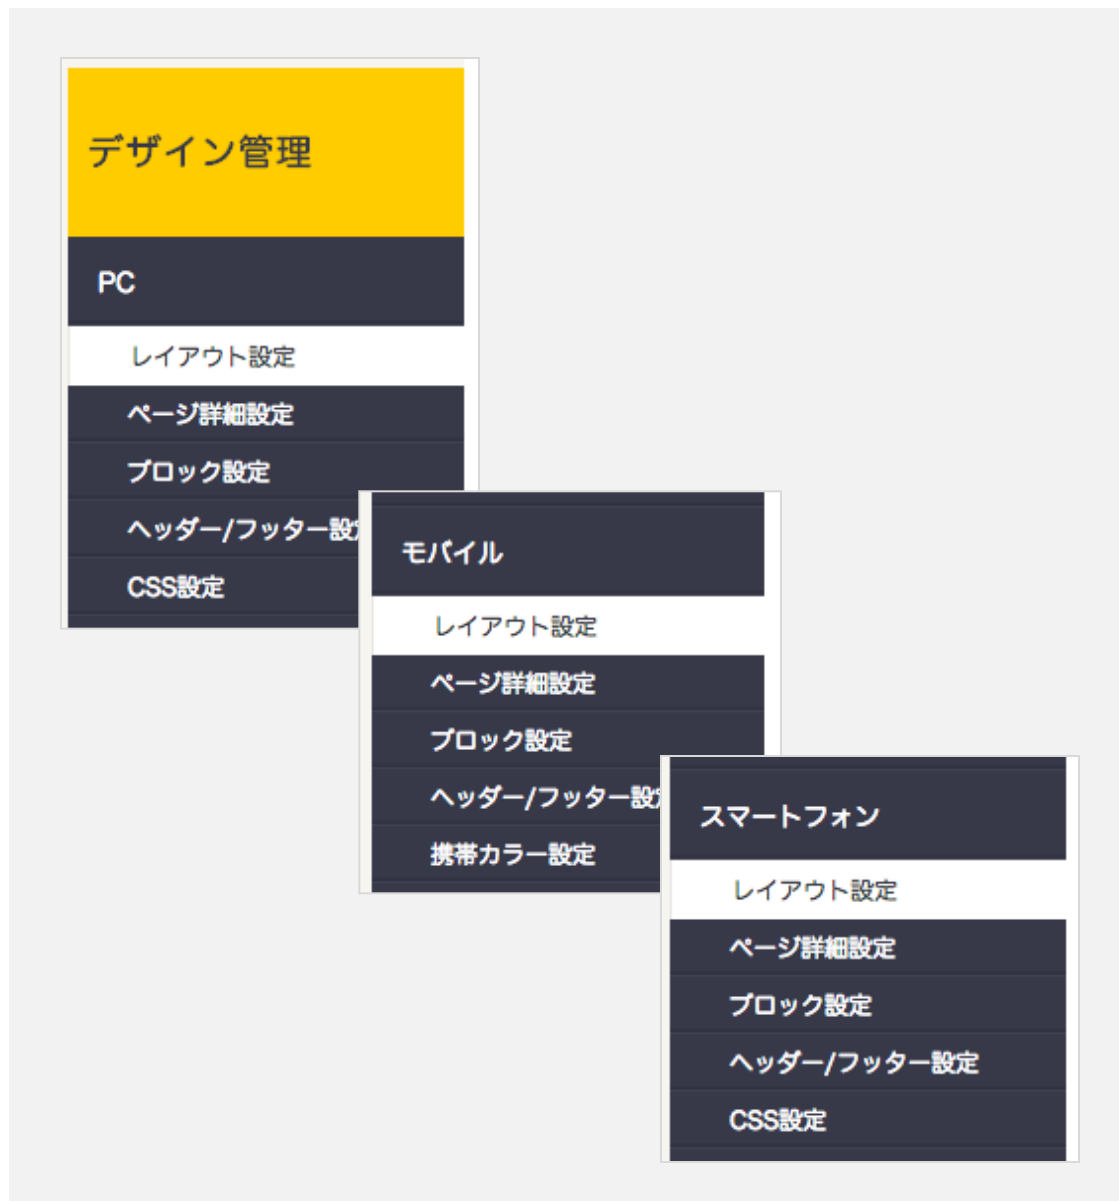 デザイン管理
PC
レイアウト設定
ページ詳細設定
ブロック設定
ヘッダー/フッター設
CSS設定
モバイル
レイアウト設定
ページ詳細設定
ブロック設定
ヘッダー/フッター設
携帯カラー設定
スマートフォン
レイアウト設定
ページ詳細設定
ブロック設定
ヘッダー/フッター設定
CSS設定